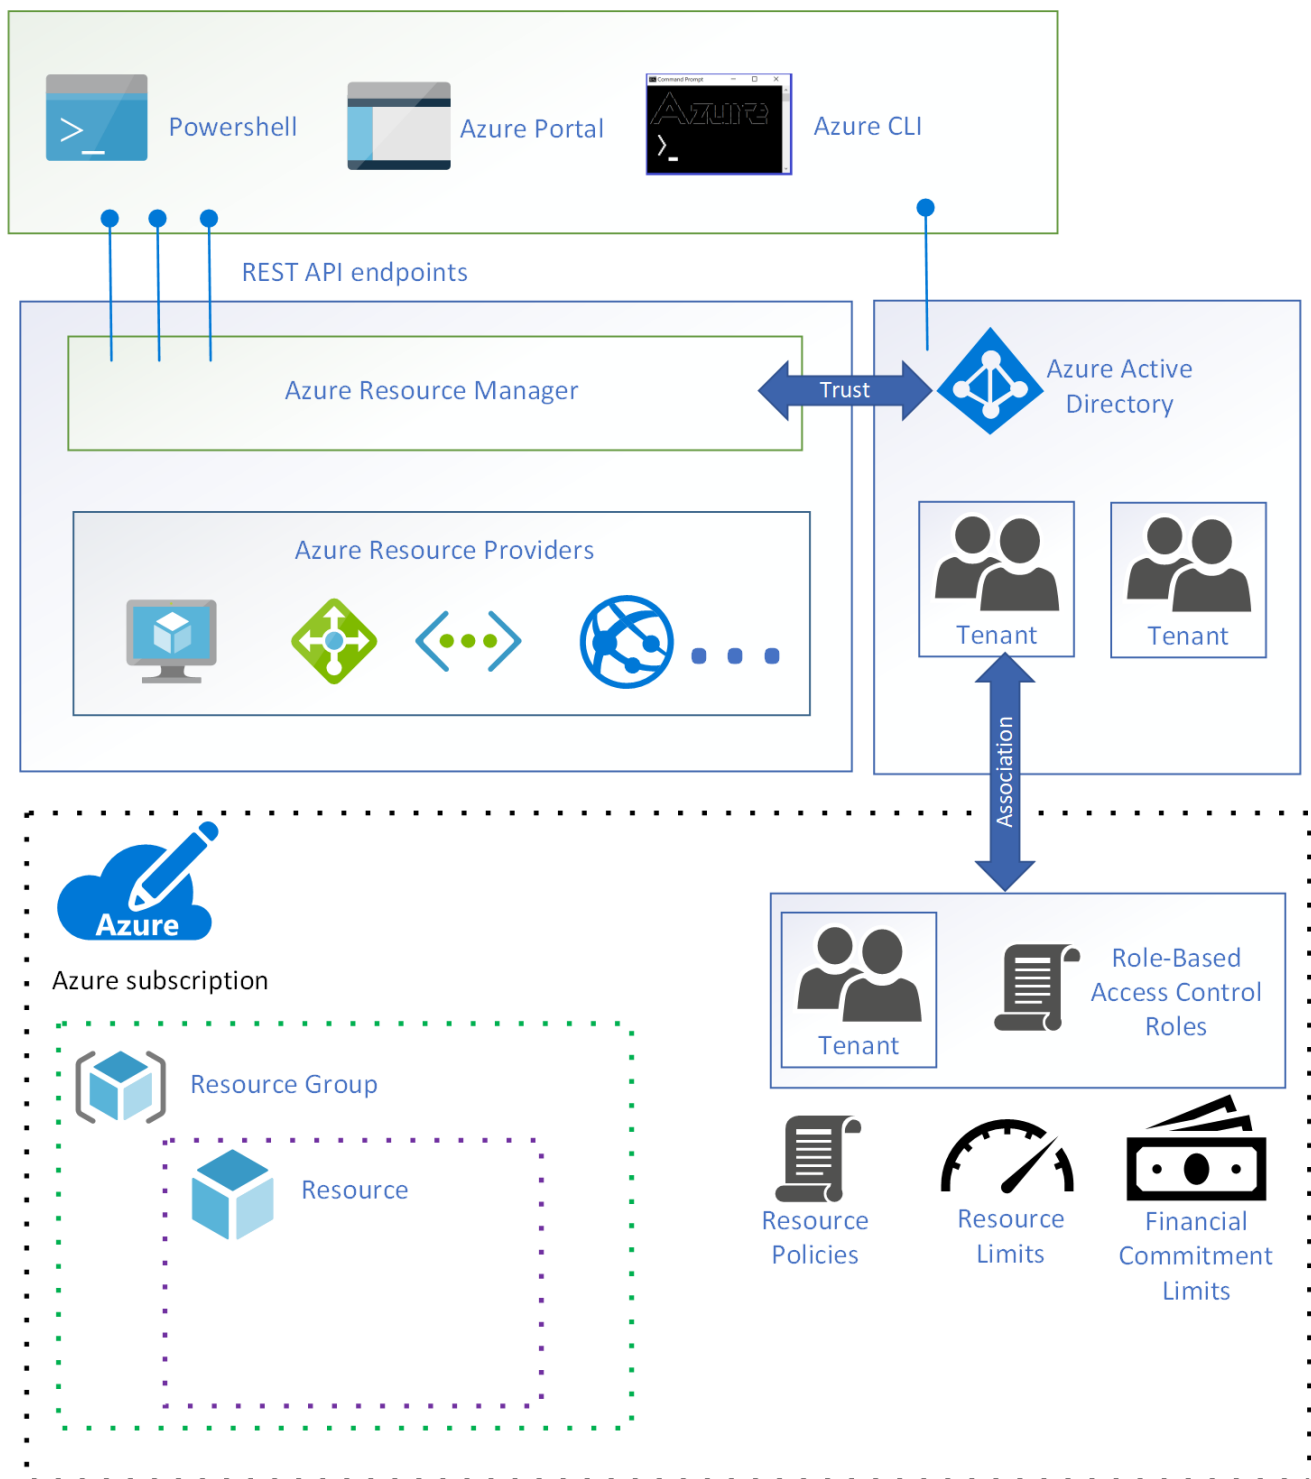 Powershell
Azure Portal
Command Prompt
Azure
Azure CLI
REST API endpoints
Azure Resource Manager
Trust
Azure Active
Directory
Azure Resource Providers
Tenant
Tenant
Association
Azure
Azure subscription
Resource Group
Resource
Tenant
Role-Based
Access Control
Roles
Resource
Policies
Resource
Limits
Financial
Commitment
Limits